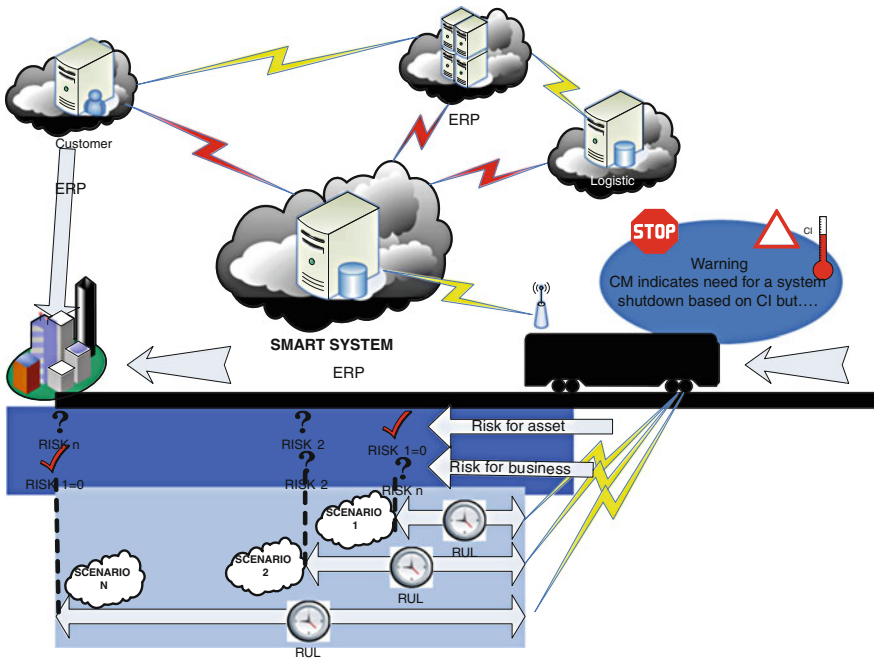 Customer
ERP
ERP
Logistic
STOP
CI
Warning
CM indicates need for a system
shutdown based on CI but....
SMART SYSTEM
ERP
?
?
Risk for asset
RISK n
RISK 2
RISK 1=0
?
?
Risk for business
RISK 1=0
RISK 2
RISK n
SCENARIO
1
RUL
SCENARIO
2
RUL
SCENARIO
N
RUL